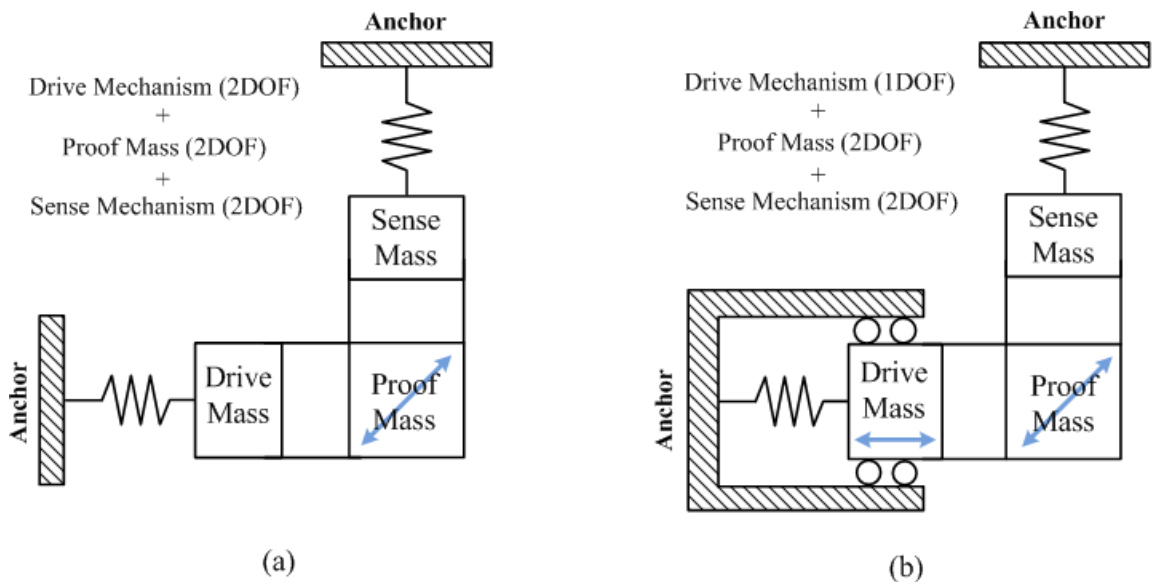 Anchor
Drive Mechanism (2DOF)
+
Proof Mass (2DOF)
+
Sense Mechanism (2DOF)
Sense
Mass
Anchor
Drive
Mass
Proof
Mass
(a)
Anchor
Drive Mechanism (1DOF)
+
Proof Mass (2DOF)
+
Sense Mechanism (2DOF)
Sense
Mass
Anchor
Drive
Mass
Proof
Mass
(b)